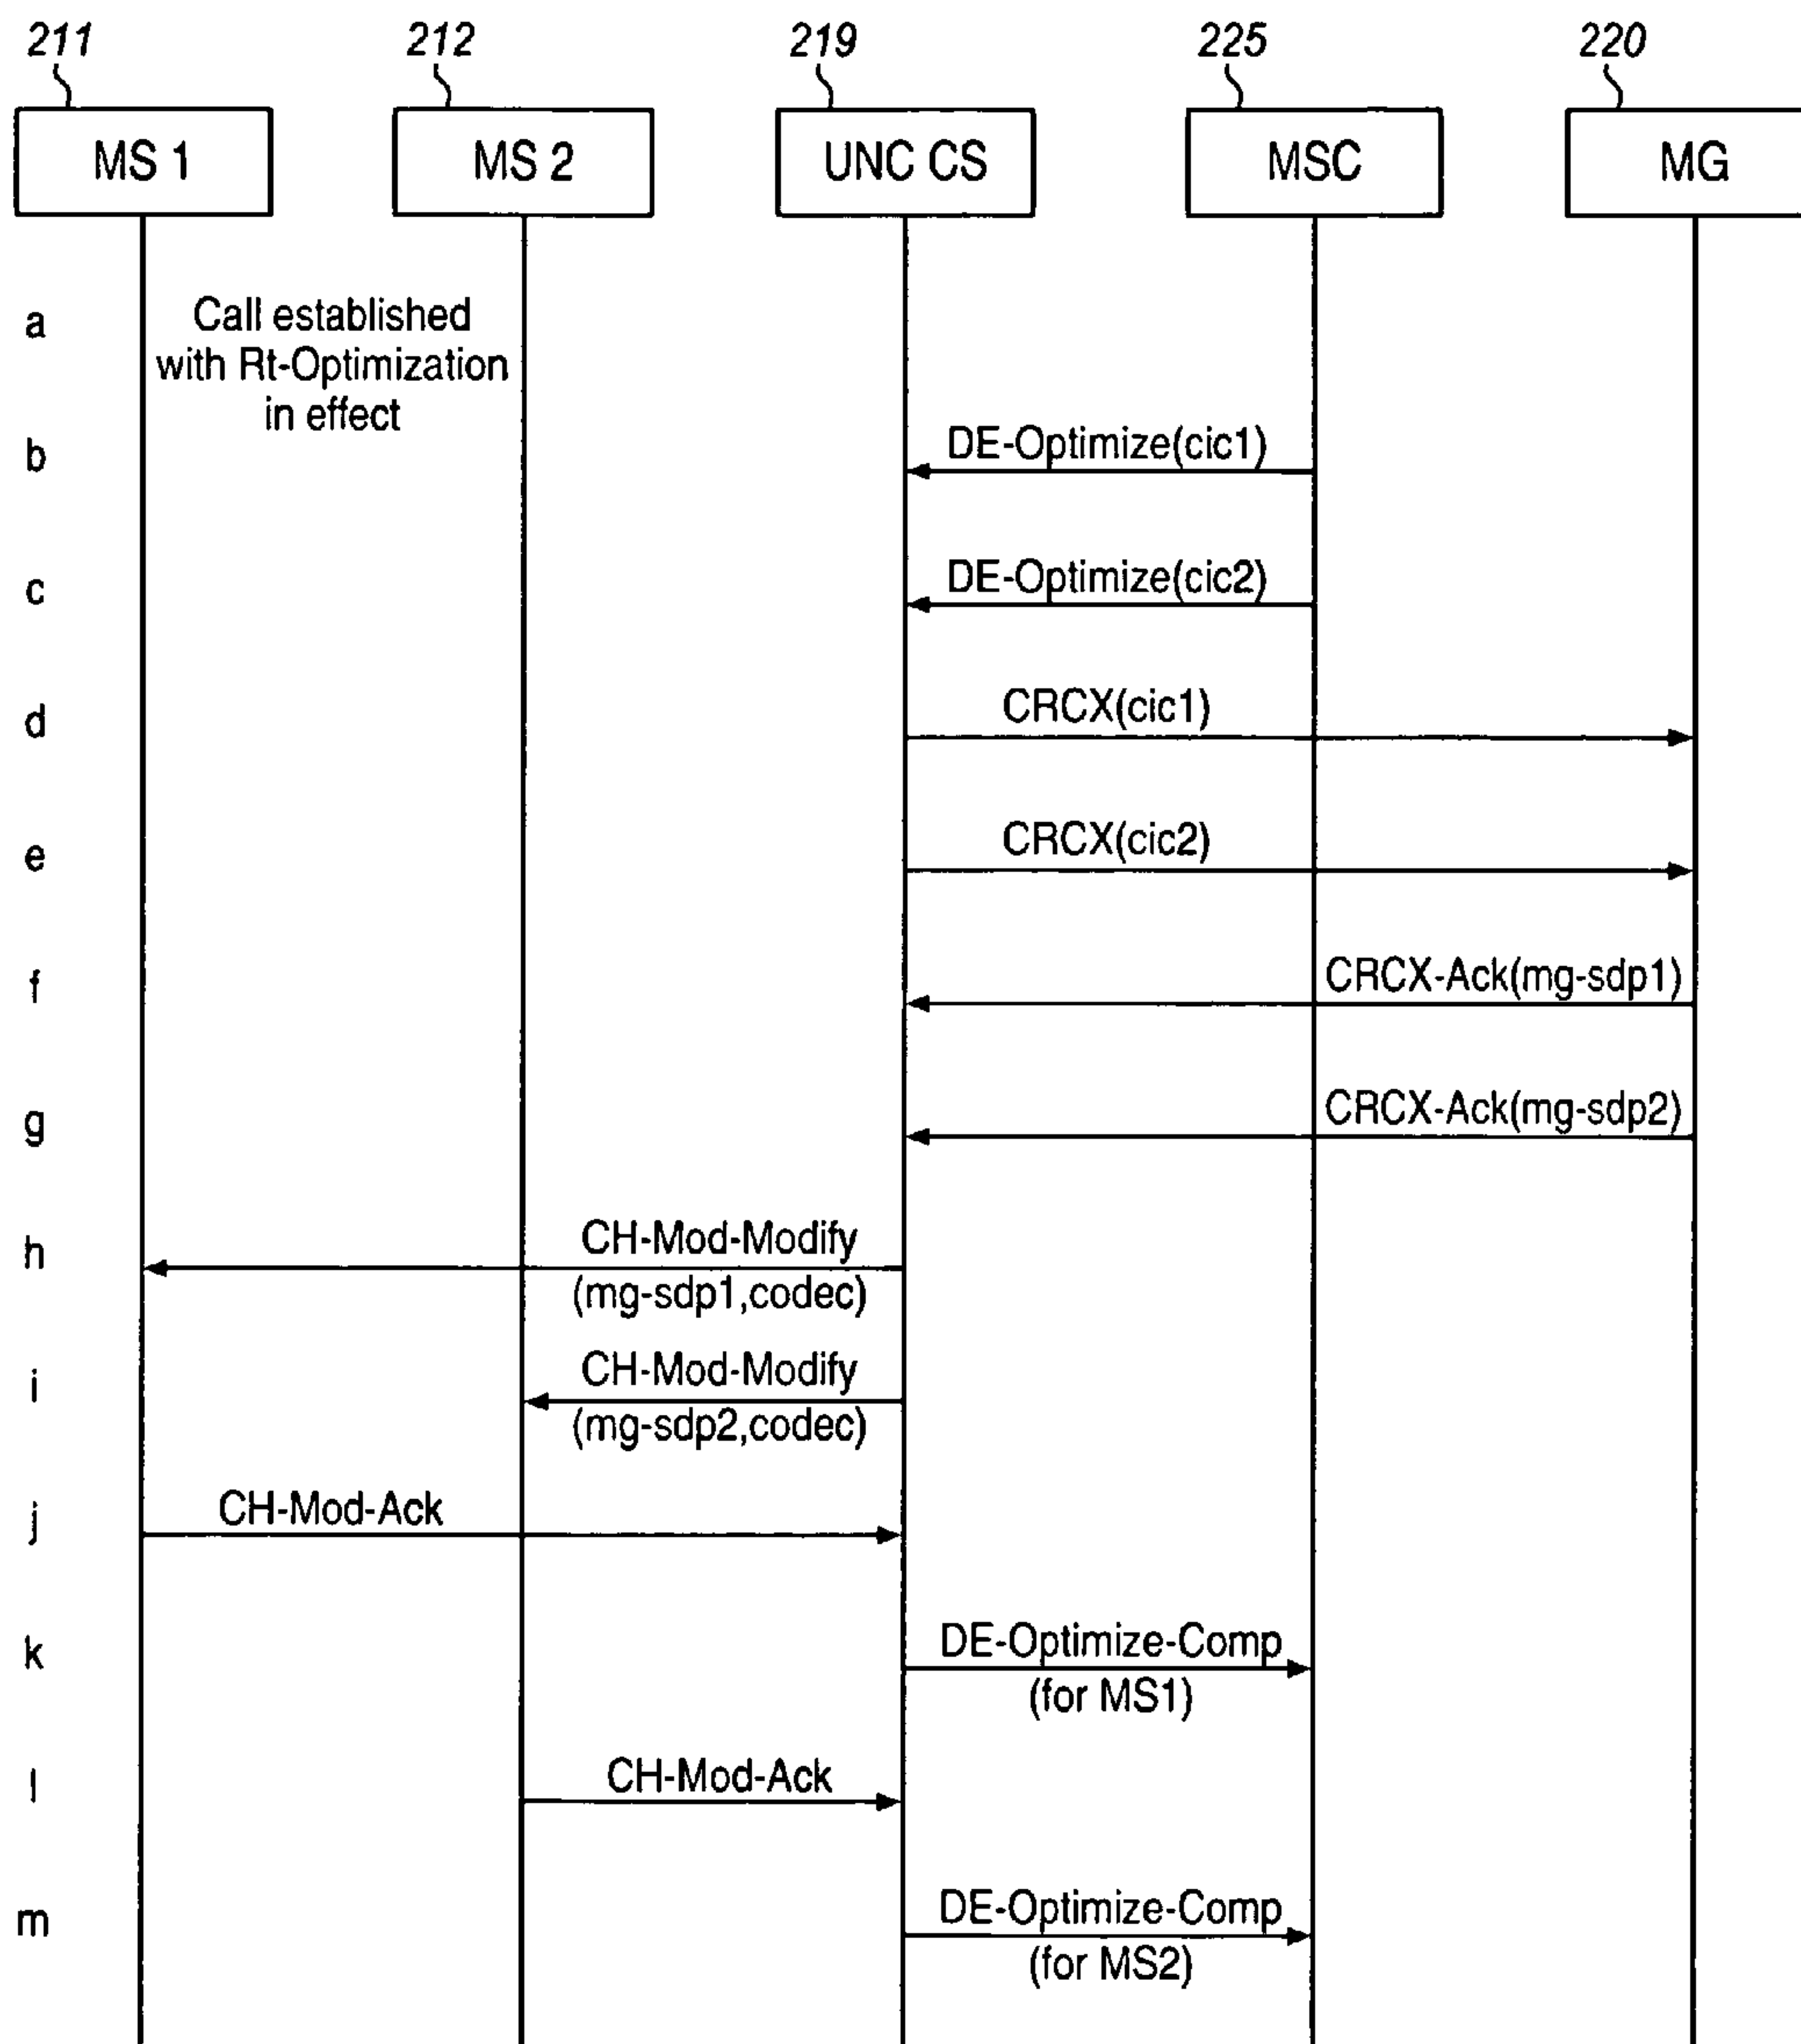 211 212 219 225 220
MS 1 MS 2 UNC CS MSC MG
a
Call established
with Rt-Optimization
in effect
b DE-Optimize(cic1)
c DE-Optimize(cic2)
d CRCX(cic1)
e CRCX(cic2)
f CRCX-Ack(mg-sdp1)
g CRCX-Ack(mg-sdp2)
h CH-Mod-Modify
(mg-sdp1,codec)
i CH-Mod-Modify
(mg-sdp2,codec)
j CH-Mod-Ack
k DE-Optimize-Comp
(for MS1)
l CH-Mod-Ack
m DE-Optimize-Comp
(for MS2)